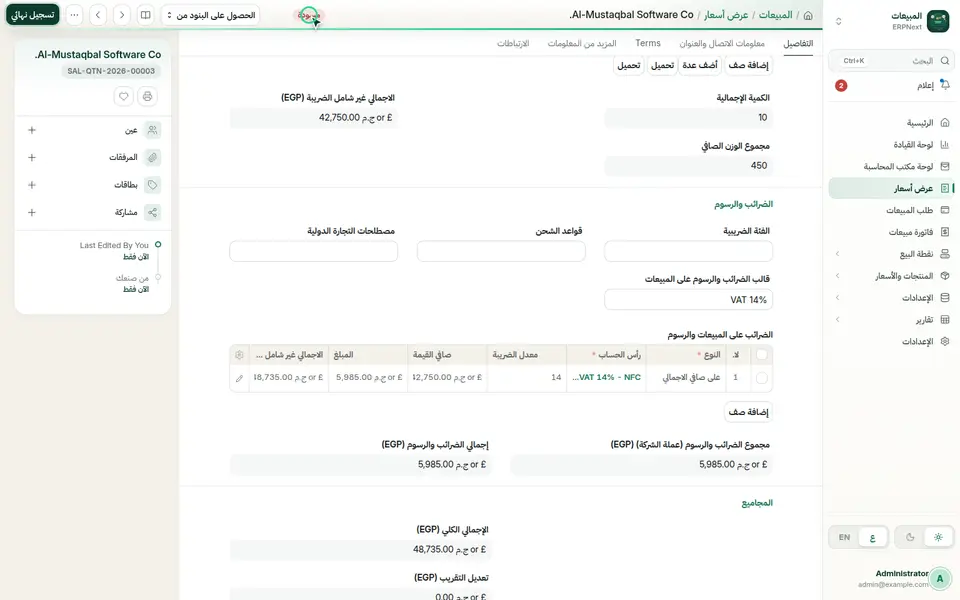 المبيعات
ERPNext
البحث
Ctrl+K
إعلام
2
الرئيسية
لوحة القيادة
لوحة مكتب المحاسبة
عرض أسعار
طلب المبيعات
فاتورة مبيعات
نقطة البيع
المنتجات والأسعار
الإعدادات
تقارير
الإعدادات
EN
ع
A
Administrator
admin@example.com
المبيعات / عرض أسعار / Al-Mustaqbal Software Co.
الحصول على البنود من
تسجيل نهائي
التفاصيل
معلومات الاتصال والعنوان
Terms
المزيد من المعلومات
الارتباطات
إضافة صف
أضف عدة
تحميل
تحميل
الكمية الإجمالية
10
الاجمالي غير شامل الضريبة (EGP)
£ or ج.م 42,750.00
مجموع الوزن الصافي
450
الضرائب والرسوم
الفئة الضريبية
قواعد الشحن
مصطلحات التجارة الدولية
قالب الضرائب والرسوم على المبيعات
VAT 14%
الضرائب على المبيعات والرسوم
لا. النوع * رأس الحساب * معدل الضريبة صافي القيمة المبلغ الاجمالي غير شامل ...
1 على صافي الاجمالي VAT 14% - NFC... 14 £ or ج.م 42,750.00 £ or ج.م 5,985.00 £ or ج.م 48,735.00
إضافة صف
مجموع الضرائب والرسوم (عملة الشركة) (EGP)
£ or ج.م 5,985.00
إجمالي الضرائب والرسوم (EGP)
£ or ج.م 5,985.00
المجاميع
الإجمالي الكلي (EGP)
£ or ج.م 48,735.00
تعديل التقريب (EGP)
£ or ج.م 0.00
Al-Mustaqbal Software Co.
SAL-QTN-2026-00003
عين
المرفقات
بطاقات
مشاركة
Last Edited By You
الآن فقط
من صنعك
الآن فقط